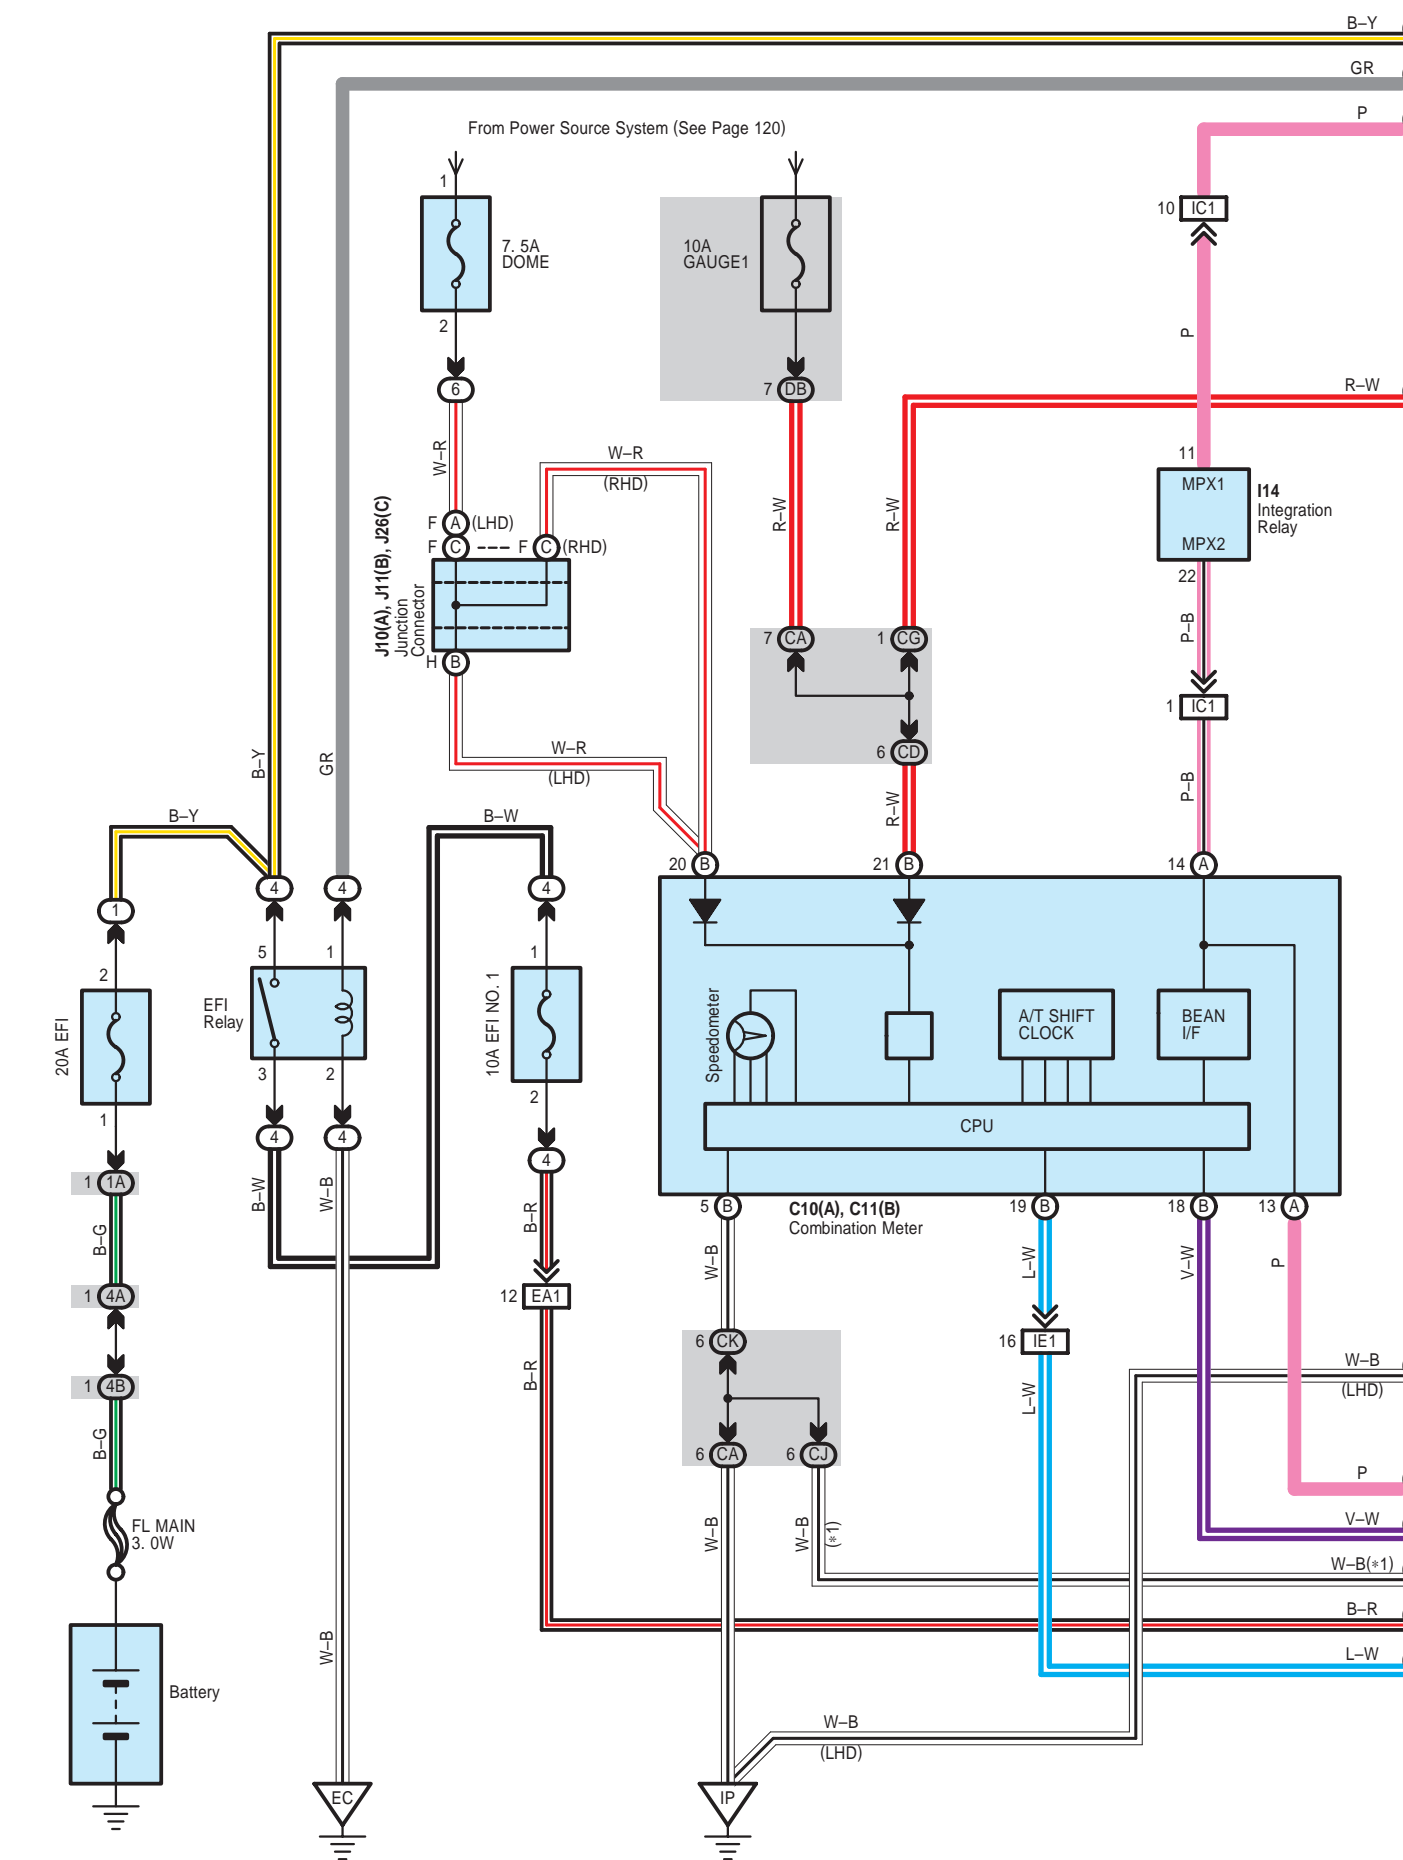 B–Y
GR
P
From Power Source System (See Page 120)
1
7. 5A
DOME
2
6
10A
GAUGE1
7 DB
10 IC1
P
R–W
W–R
W–R
(RHD)
F A (LHD)
F C F C (RHD)
J10(A), J11(B), J26(C)
Junction
Connector
H B
R–W
R–W
11
MPX1
MPX2
I14
Integration
Relay
22
P–B
7 CA
1 CG
6 CD
1 IC1
W–R
(LHD)
R–W
P–B
B–Y
GR
B–Y
B–W
20 B
21 B
14 A
4
4
4
1
5
1
1
2
EFI
Relay
20A EFI
10A EFI NO. 1
3
2
2
1
4
4
4
Speedometer
A/T SHIFT
CLOCK
BEAN
I/F
CPU
1 1A
B–W
W–B
B–R
5 B
C10(A), C11(B)
Combination Meter
19 B
18 B
13 A
B–G
W–B
L–W
V–W
P
1 4A
12 EA1
6 CK
16 IE1
W–B
(LHD)
1 4B
B–R
L–W
B–G
6 CA
6 CJ
P
FL MAIN
3. 0W
W–B
W–B
(*1)
V–W
W–B(*1)
B–R
L–W
W–B
Battery
W–B
(LHD)
EC
IP